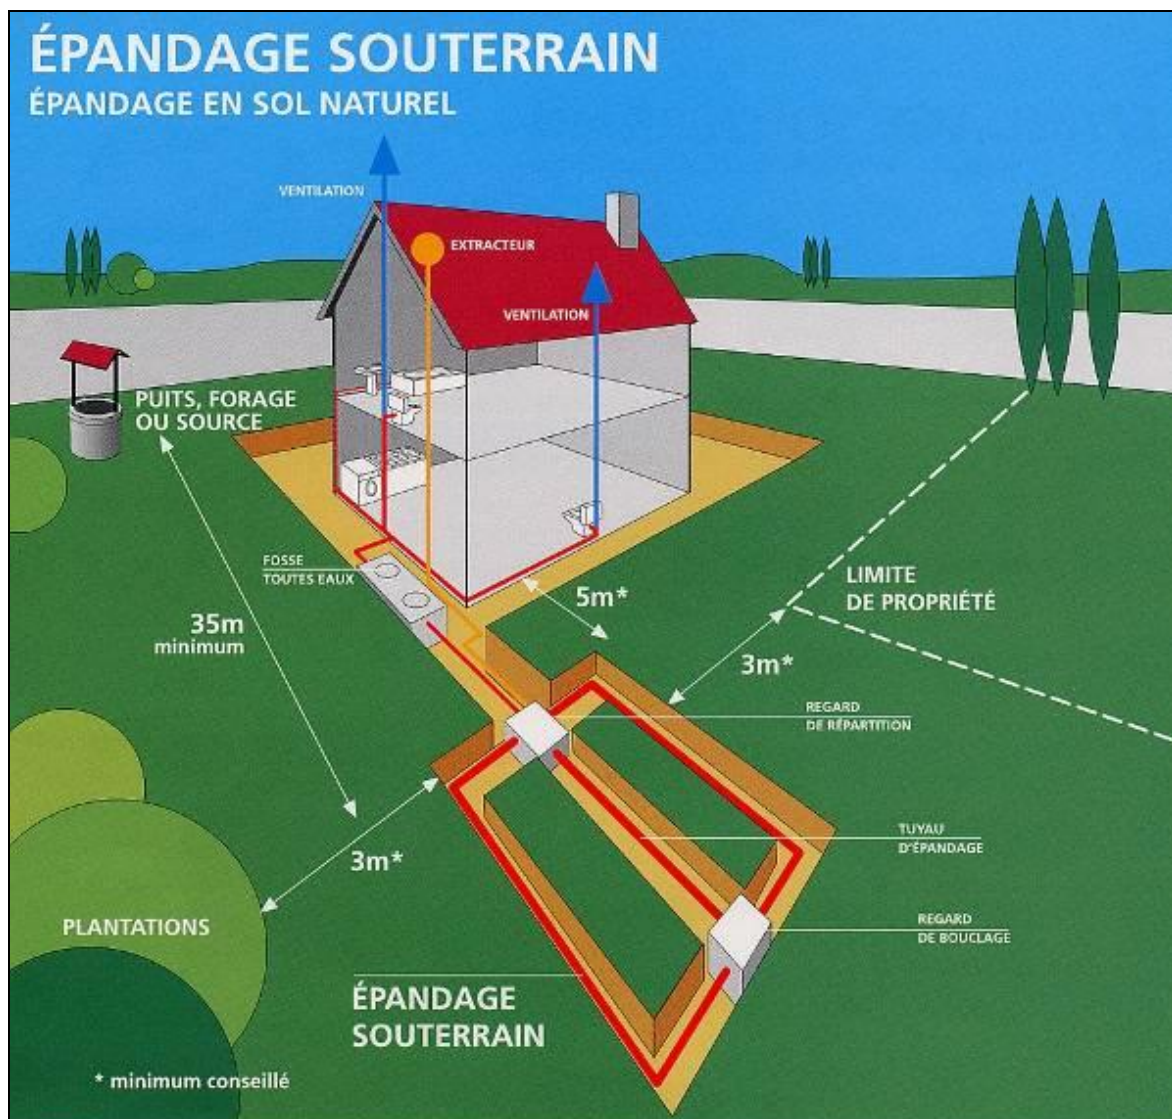 ÉPANDAGE SOUTERRAIN
ÉPANDAGE EN SOL NATUREL
VENTILATION
EXTRACTEUR
VENTILATION
PUITS, FORAGE
OU SOURCE
FOSSE
TOUTES EAUX
5m*
LIMITE
DE PROPRIÉTÉ
35m
minimum
3m*
REGARD
DE RÉPARTITION
TUYAU
D'ÉPANDAGE
3m*
PLANTATIONS
REGARD
DE BOUCLAGE
ÉPANDAGE
SOUTERRAIN
* minimum conseillé